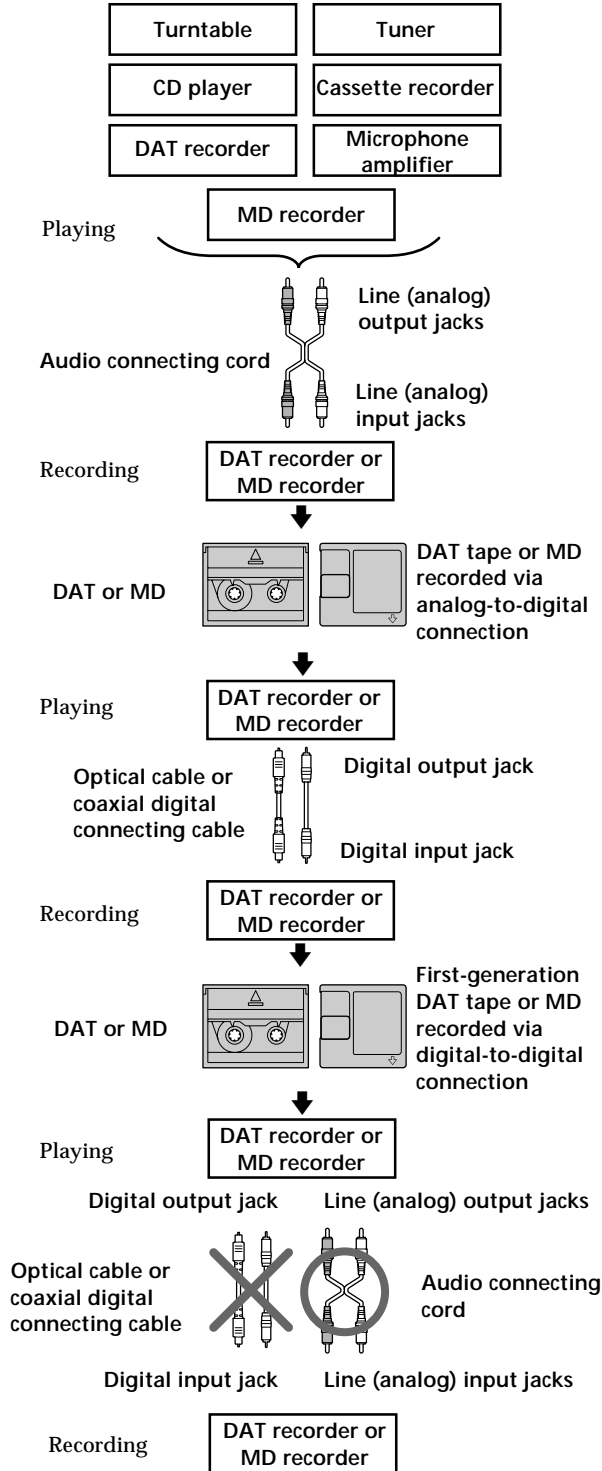 Turntable
Tuner
CD player
Cassette recorder
DAT recorder
Microphone
amplifier
MD recorder
Playing
Line (analog)
output jacks
Audio connecting cord
Line (analog)
input jacks
Recording
DAT recorder or
MD recorder
DAT or MD
DAT tape or MD
recorded via
analog-to-digital
connection
Playing
DAT recorder or
MD recorder
Optical cable or
coaxial digital
connecting cable
Digital output jack
Digital input jack
Recording
DAT recorder or
MD recorder
DAT or MD
First-generation
DAT tape or MD
recorded via
digital-to-digital
connection
Playing
DAT recorder or
MD recorder
Digital output jack
Line (analog) output jacks
Optical cable or
coaxial digital
connecting cable
Audio connecting
cord
Digital input jack
Line (analog) input jacks
Recording
DAT recorder or
MD recorder